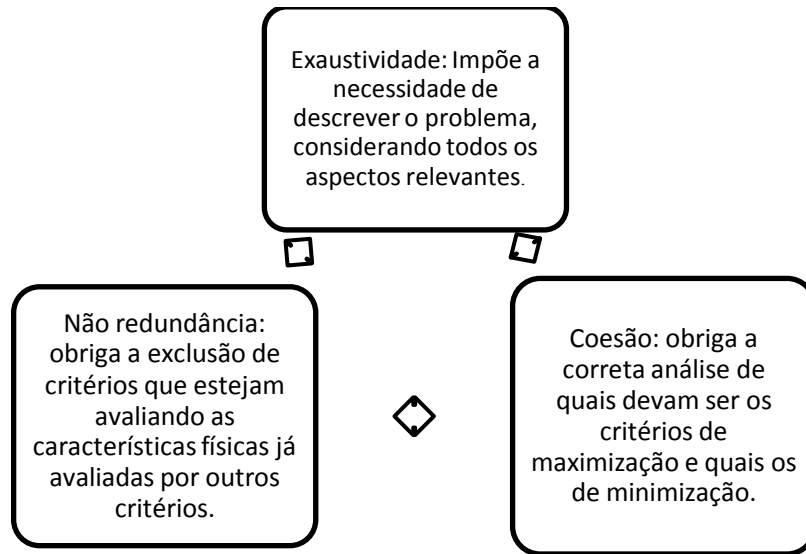 Exaustividade: Impõe a
necessidade de
descrever o problema,
considerando todos os
aspectos relevantes.
Não redundância:
obriga a exclusão de
critérios que estejam
avaliando as
características físicas já
avaliadas por outros
critérios.
Coesão: obriga a
correta análise de
quais devam ser os
critérios de
maximização e quais os
de minimização.